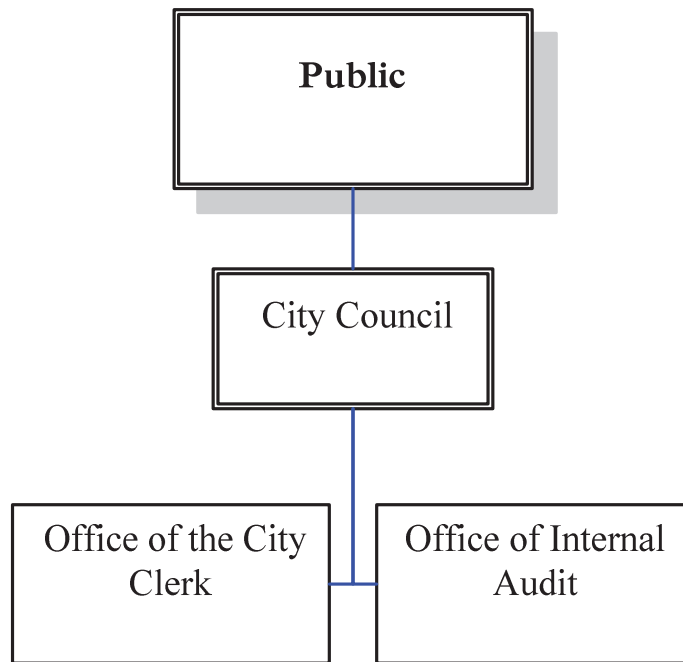 Public
City Council
Office of the City
Clerk
Office of Internal
Audit